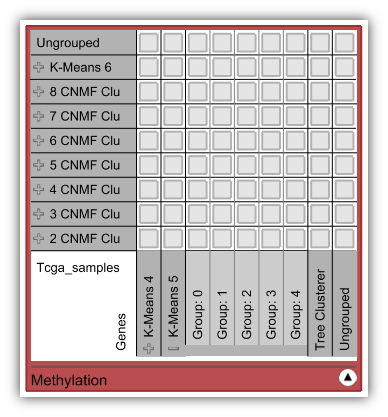 Ungrouped
K-Means 6
8 CNMF Clu
7 CNMF Clu
6 CNMF Clu
5 CNMF Clu
4 CNMF Clu
3 CNMF Clu
2 CNMF Clu
Tcga_samples
Genes
K-Means 4
K-Means 5
Group: 0
Group: 1
Group: 2
Group: 3
Group: 4
Tree Clusterer
Ungrouped
Methylation